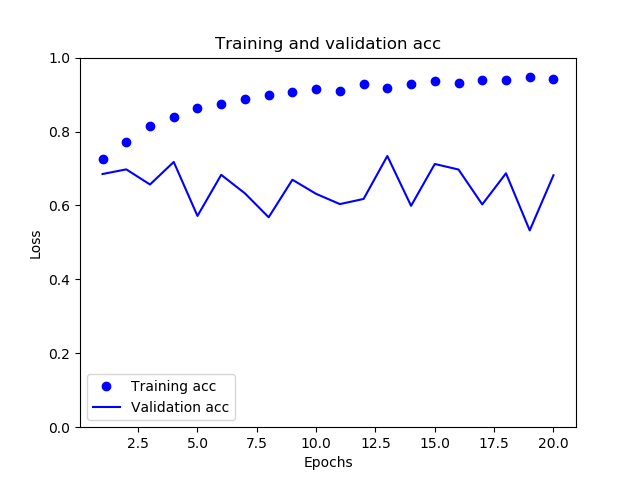 Training and validation acc
1.0
0.8
0.6
0.4
0.2
0.0
Loss
Training acc
Validation acc
2.5 5.0 7.5 10.0 12.5 15.0 17.5 20.0
Epochs